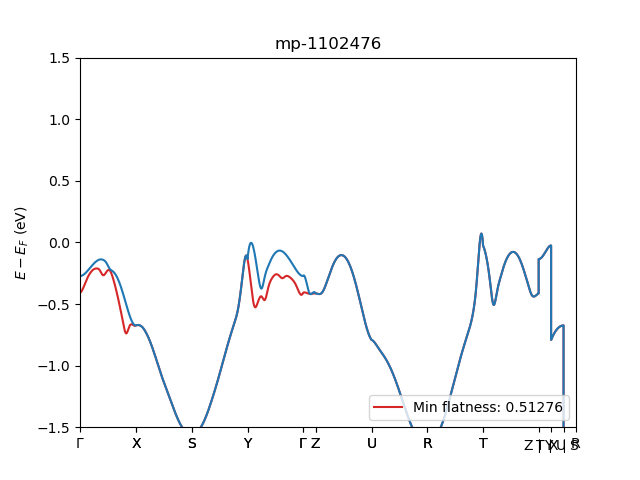 mp-1102476
E − E_F (eV)
1.5
1.0
0.5
0.0
−0.5
−1.0
−1.5
Min flatness: 0.51276
Γ X S Y Γ Z U R T Z T|Y X|U S|R